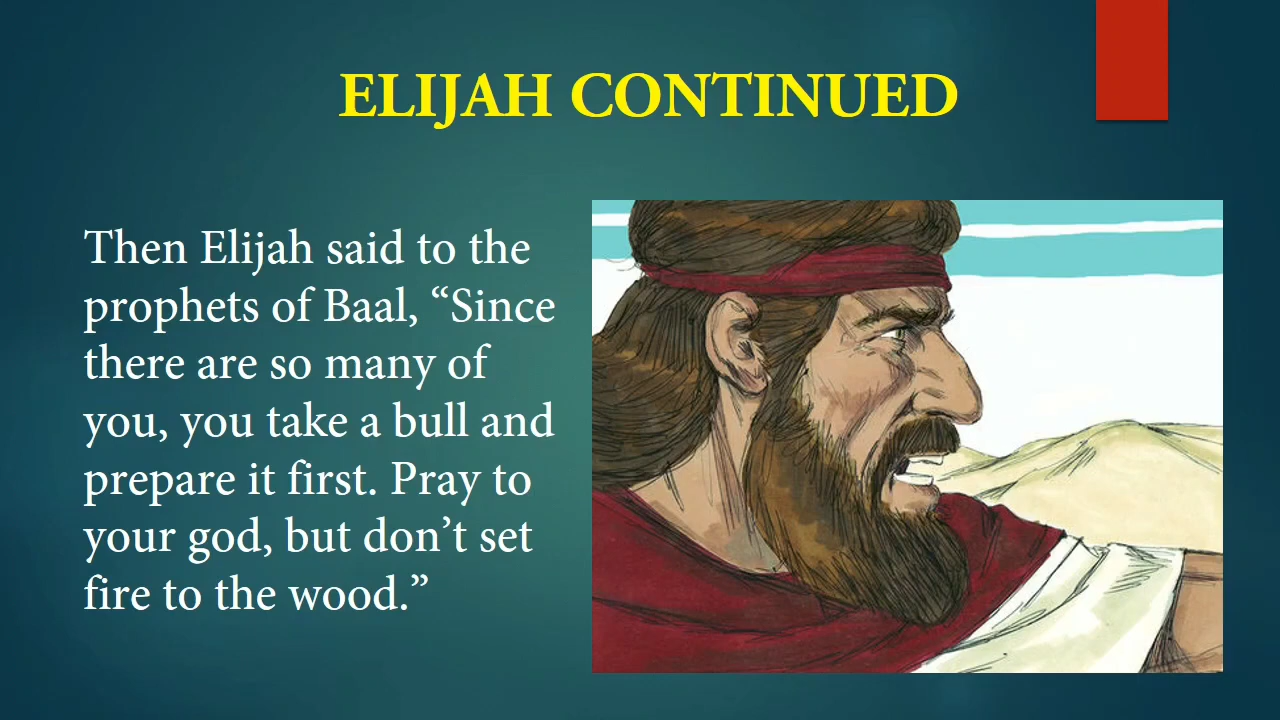 ELIJAH CONTINUED
Then Elijah said to the
prophets of Baal, “Since
there are so many of
you, you take a bull and
prepare it first. Pray to
your god, but don’t set
fire to the wood.”